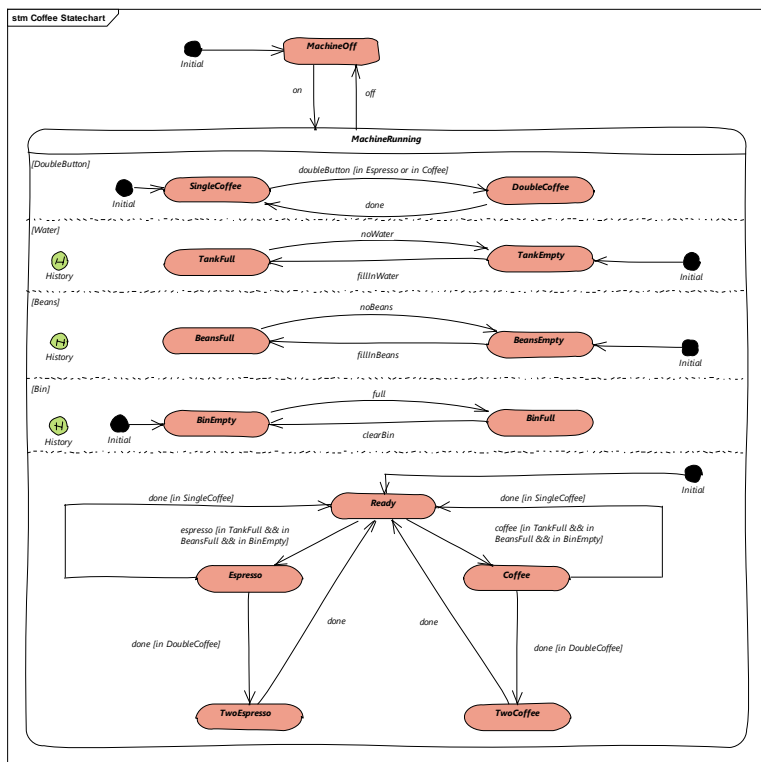 stm Coffee Statechart
MachineOff
Initial
on
off
MachineRunning
[DoubleButton]
doubleButton [in Espresso or in Coffee]
SingleCoffee
DoubleCoffee
Initial
done
[Water]
noWater
TankFull
TankEmpty
History
fillInWater
Initial
[Beans]
noBeans
BeansFull
BeansEmpty
History
fillInBeans
Initial
[Bin]
full
BinEmpty
BinFull
H
History
Initial
clearBin
Initial
done [in SingleCoffee]
Ready
done [in SingleCoffee]
espresso [in TankFull && in
BeansFull && in BinEmpty]
coffee [in TankFull && in
BeansFull && in BinEmpty]
Espresso
Coffee
done
done
done [in DoubleCoffee]
done [in DoubleCoffee]
TwoEspresso
TwoCoffee